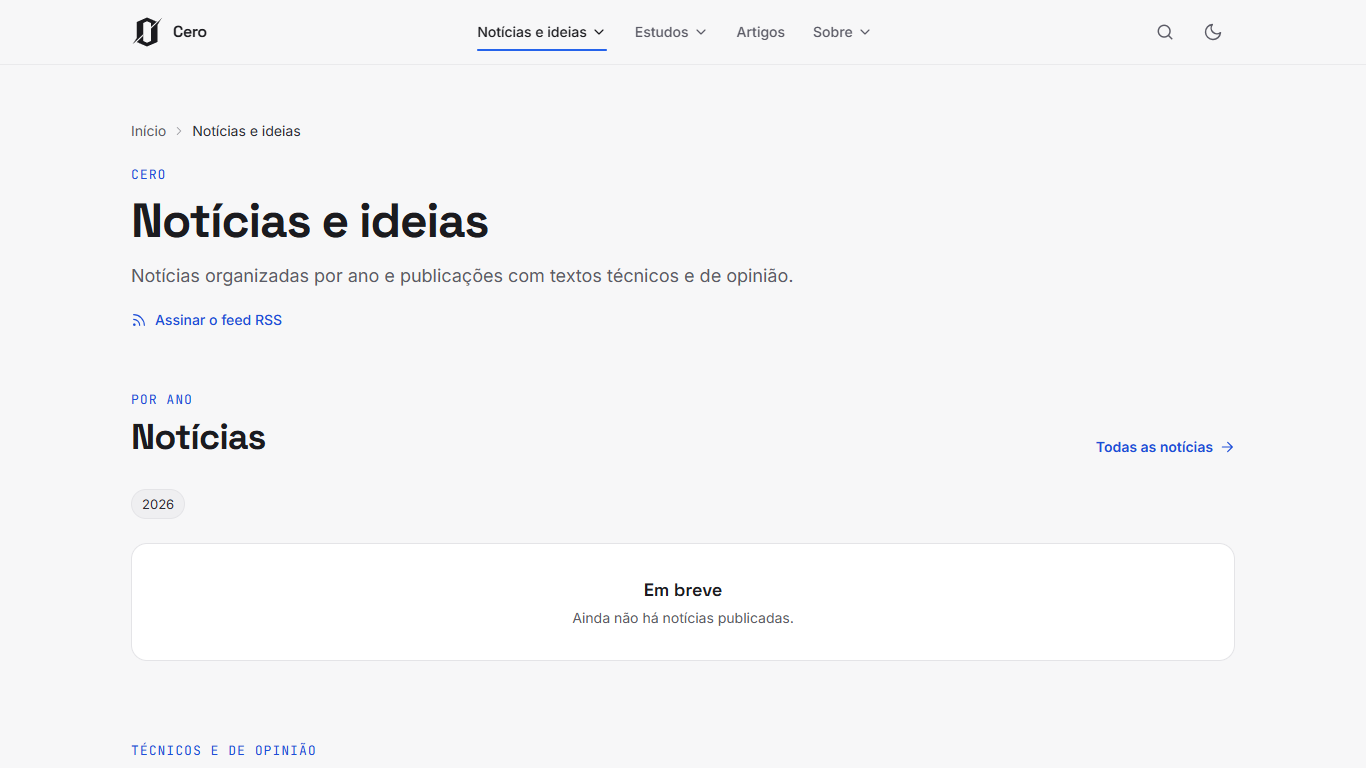 Cero
Notícias e ideias
Estudos
Artigos
Sobre
Início
Notícias e ideias
CERO
Notícias e ideias
Notícias organizadas por ano e publicações com textos técnicos e de opinião.
Assinar o feed RSS
POR ANO
Notícias
Todas as notícias
2026
Em breve
Ainda não há notícias publicadas.
TÉCNICOS E DE OPINIÃO